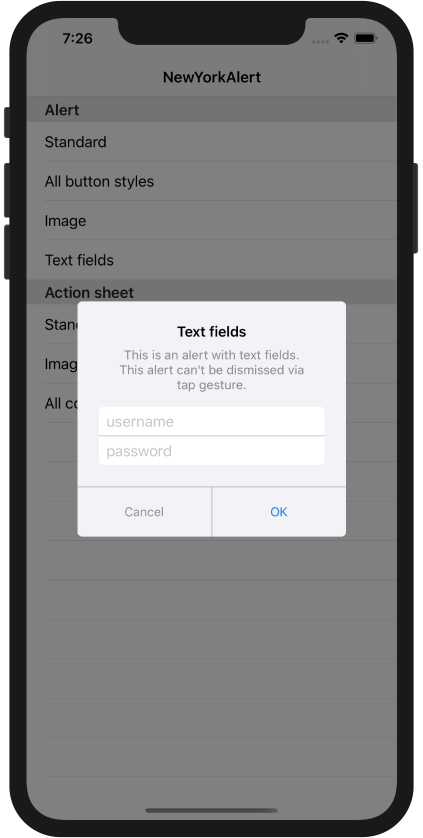 7:26
NewYorkAlert
Alert
Standard
All button styles
Image
Text fields
Action sheet
Stan
Imag
All co
Text fields
This is an alert with text fields.
This alert can't be dismissed via
tap gesture.
username
password
Cancel OK